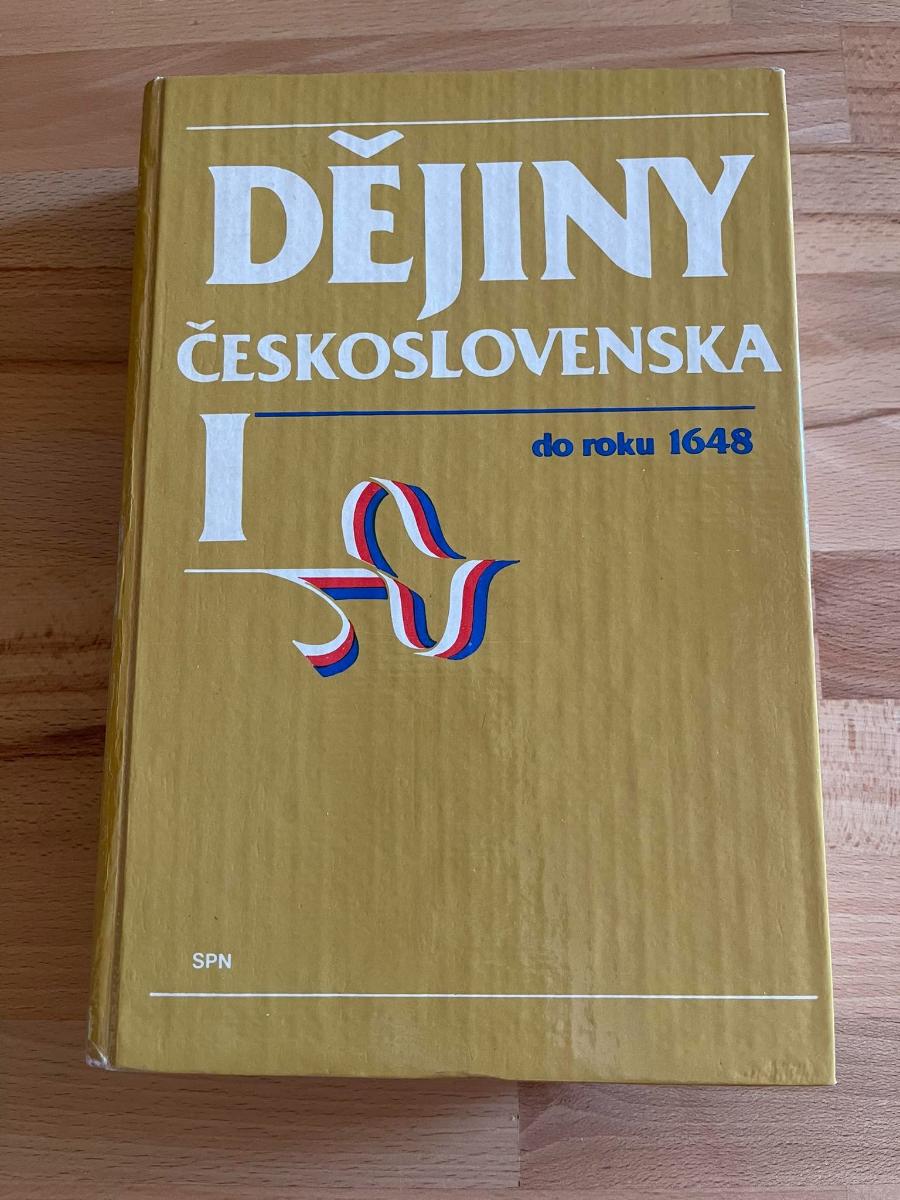 DĚJINY
ČESKOSLOVENSKA
I
do roku 1648
SPN